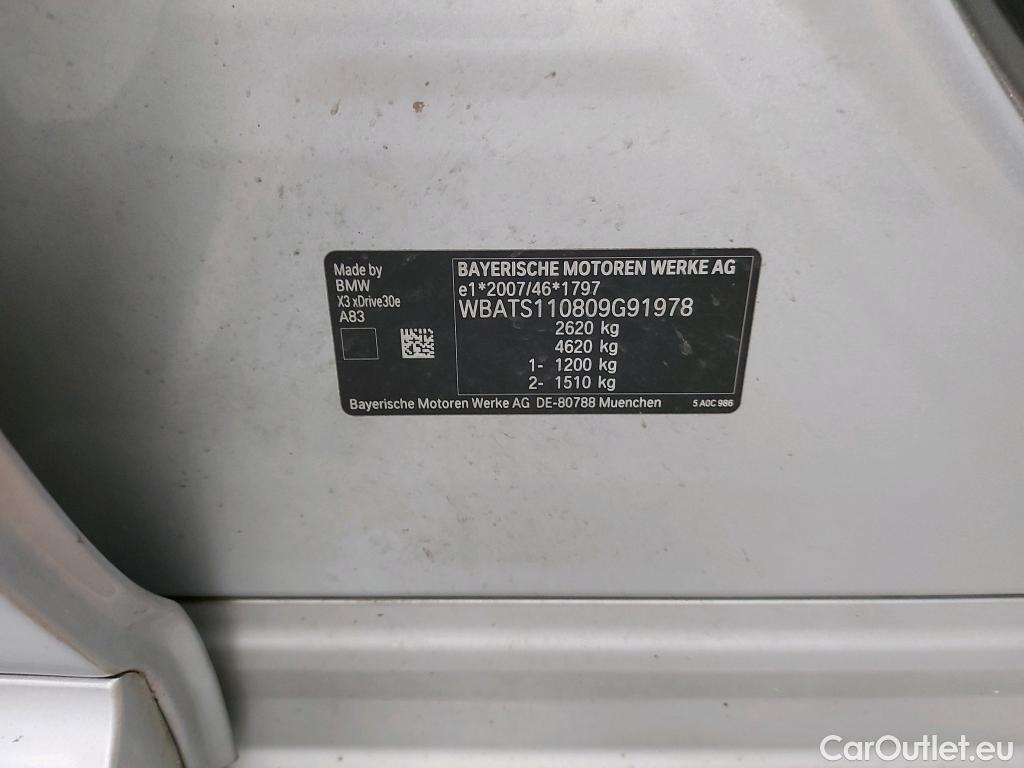 Made by
BMW
X3 xDrive30e
A83
BAYERISCHE MOTOREN WERKE AG
e1*2007/46*1797
WBATS110809G91978
2620 kg
4620 kg
1- 1200 kg
2- 1510 kg
Bayerische Motoren Werke AG DE-80788 Muenchen
5 A0C 986
CarOutlet.eu